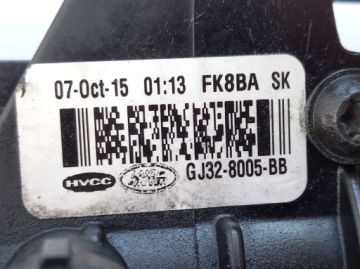 07-Oct-15 01:13 FK8BA SK
HVCC GJ32-8005-BB